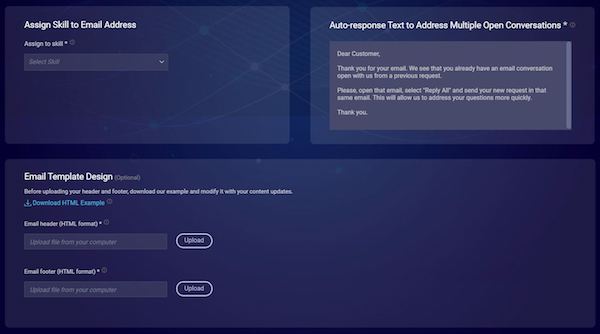 Assign Skill to Email Address
Assign to skill *
Select Skill
Auto-response Text to Address Multiple Open Conversations *
Dear Customer,
Thank you for your email. We see that you already have an email conversation
open with us from a previous request.
Please, open that email, select "Reply All" and send your new request in that
same email. This will allow us to address your questions more quickly.
Thank you.
Email Template Design (Optional)
Before uploading your header and footer, download our example and modify it with your content updates.
Download HTML Example
Email header (HTML format) *
Upload file from your computer
Upload
Email footer (HTML format) *
Upload file from your computer
Upload